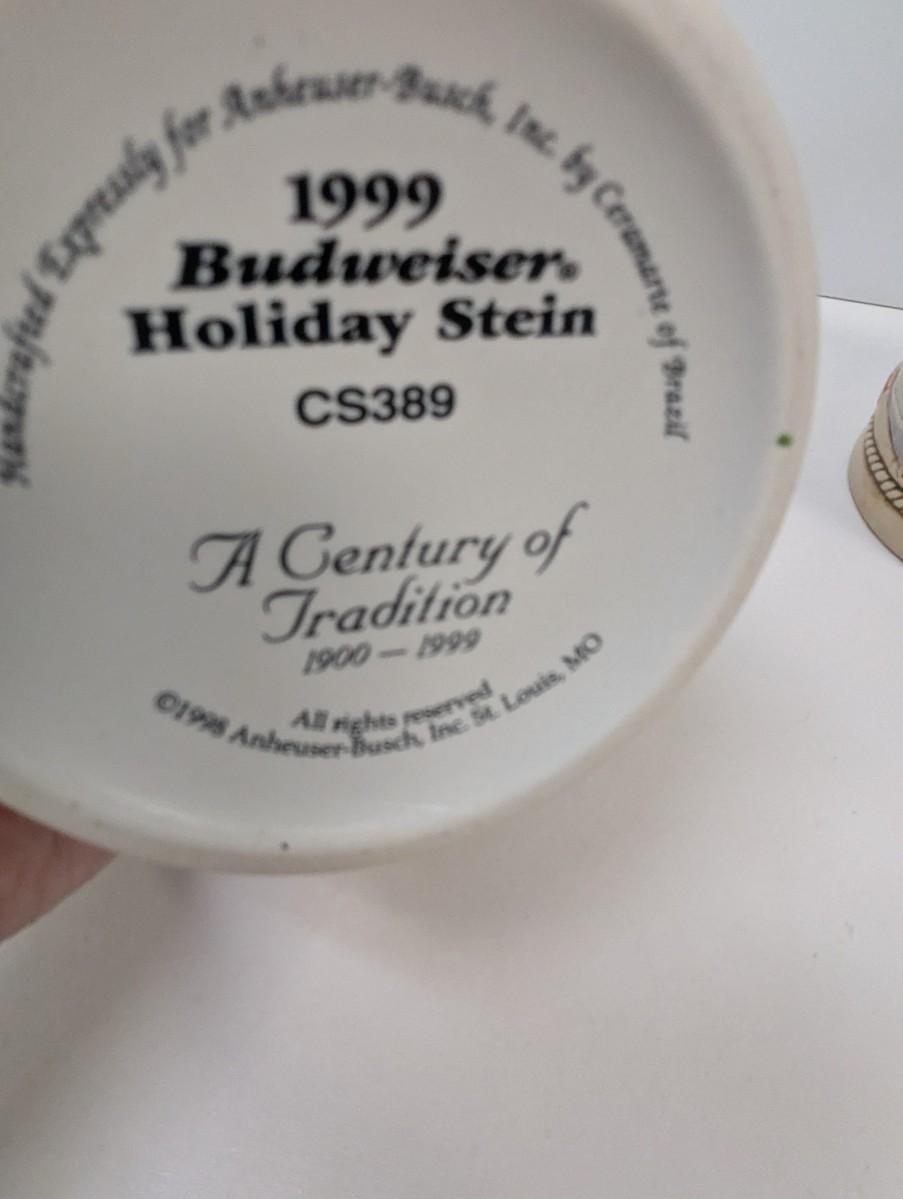 Handcrafted Expressly for Anheuser-Busch, Inc. by Ceramarte of Brazil
1999
Budweiser®
Holiday Stein
CS389
A Century of
Tradition
1900 — 1999
All rights reserved
©1998 Anheuser-Busch, Inc. St. Louis, MO